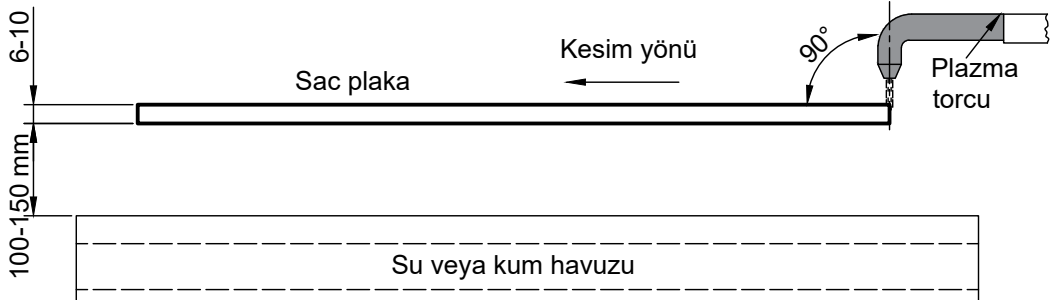 6-10
Sac plaka
Kesim yönü
90°
Plazma
torcu
100-150 mm
Su veya kum havuzu